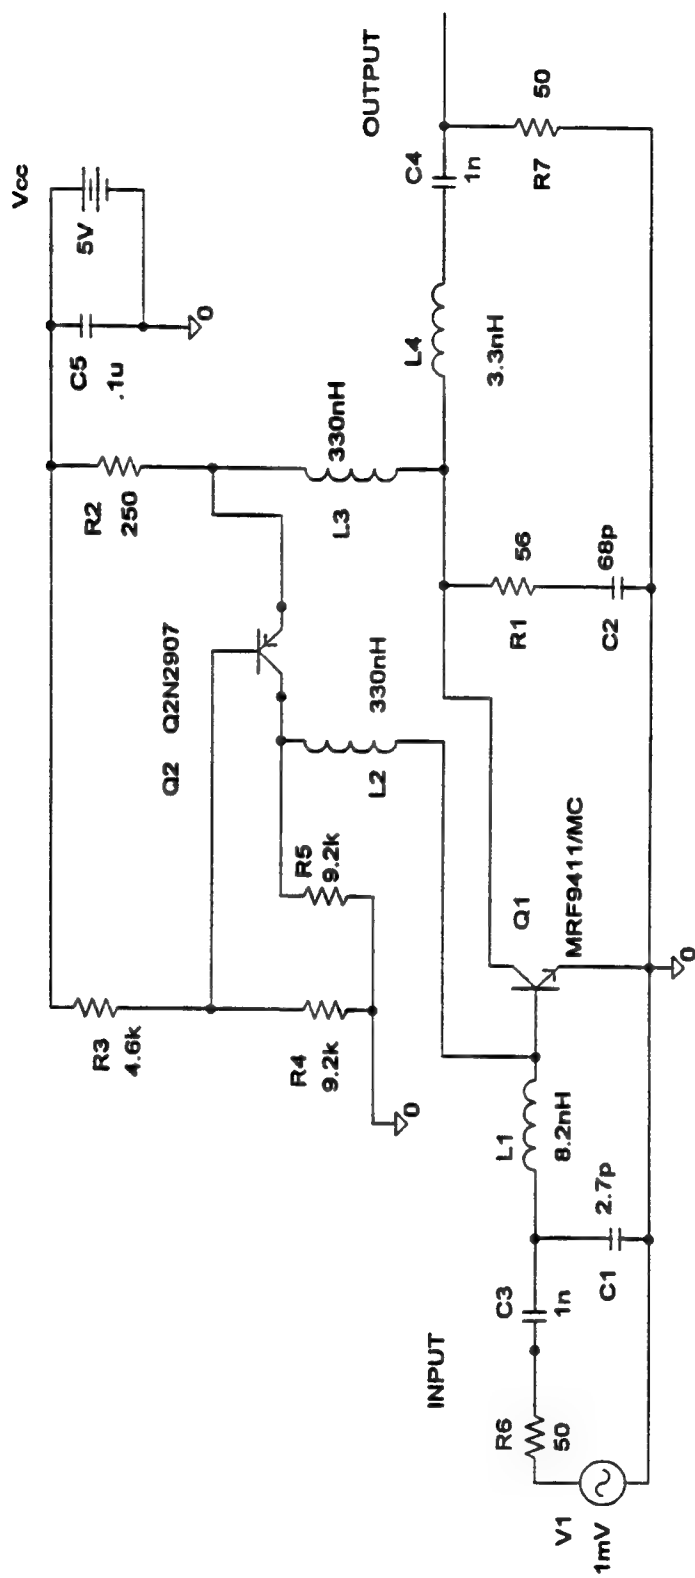 Vcc
5V
C5
.1u
0
R2
250
R3
4.6k
Q2 Q2N2907
R5
9.2k
R4
9.2k
0
330nH
L3
330nH
L2
OUTPUT
C4
1n
L4
3.3nH
50
R7
56
R1
68p
C2
Q1
MRF9411/MC
0
L1
8.2nH
2.7p
C1
C3
1n
INPUT
R6
50
V1
1mV